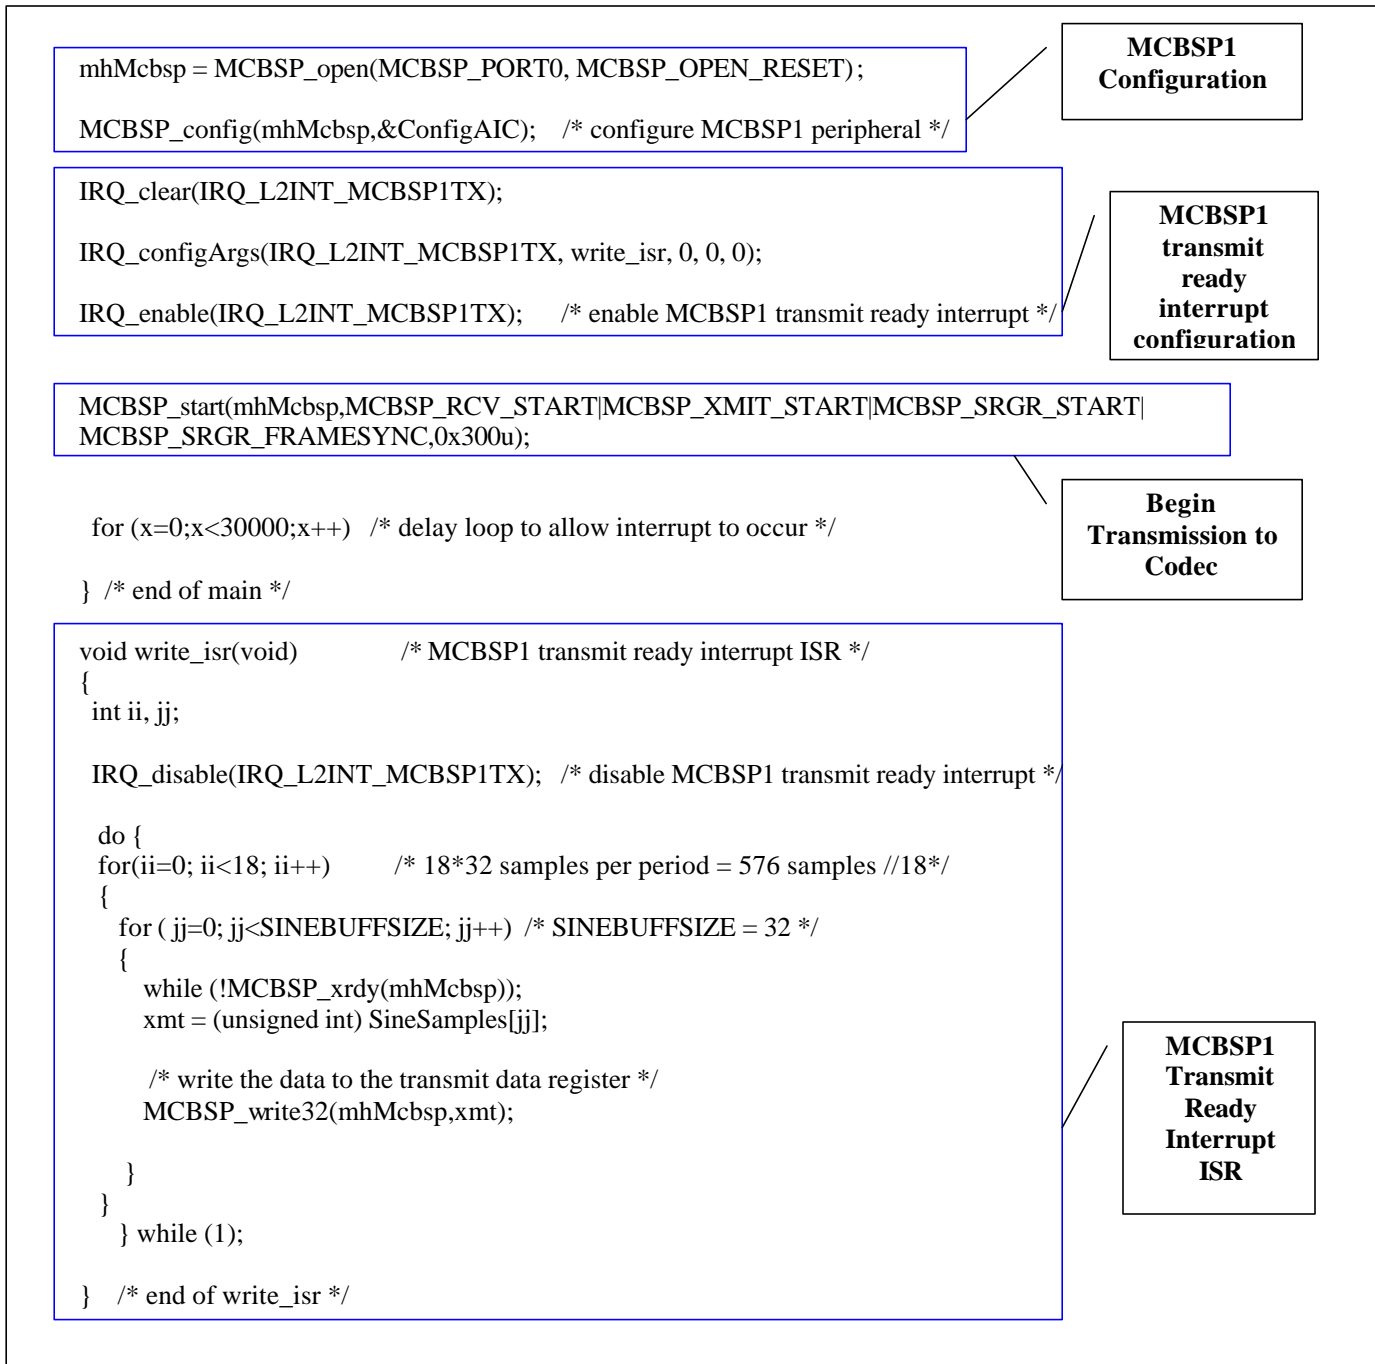 mhMcbsp = MCBSP_open(MCBSP_PORT0, MCBSP_OPEN_RESET);
MCBSP_config(mhMcbsp,&ConfigAIC);    /* configure MCBSP1 peripheral */
MCBSP1
Configuration
IRQ_clear(IRQ_L2INT_MCBSP1TX);
IRQ_configArgs(IRQ_L2INT_MCBSP1TX, write_isr, 0, 0, 0);
IRQ_enable(IRQ_L2INT_MCBSP1TX);     /* enable MCBSP1 transmit ready interrupt */
MCBSP1
transmit
ready
interrupt
configuration
MCBSP_start(mhMcbsp,MCBSP_RCV_START|MCBSP_XMIT_START|MCBSP_SRGR_START|
MCBSP_SRGR_FRAMESYNC,0x300u);
Begin
Transmission to
Codec
for (x=0;x<30000;x++)   /* delay loop to allow interrupt to occur */
}  /* end of main */
void write_isr(void)               /* MCBSP1 transmit ready interrupt ISR */
{
int ii, jj;
IRQ_disable(IRQ_L2INT_MCBSP1TX);   /* disable MCBSP1 transmit ready interrupt */
do {
for(ii=0; ii<18; ii++)         /* 18*32 samples per period = 576 samples //18*/
{
for ( jj=0; jj<SINEBUFFSIZE; jj++)  /* SINEBUFFSIZE = 32 */
{
while (!MCBSP_xrdy(mhMcbsp));
xmt = (unsigned int) SineSamples[jj];
/* write the data to the transmit data register */
MCBSP_write32(mhMcbsp,xmt);
}
}
} while (1);
}    /* end of write_isr */
MCBSP1
Transmit
Ready
Interrupt
ISR